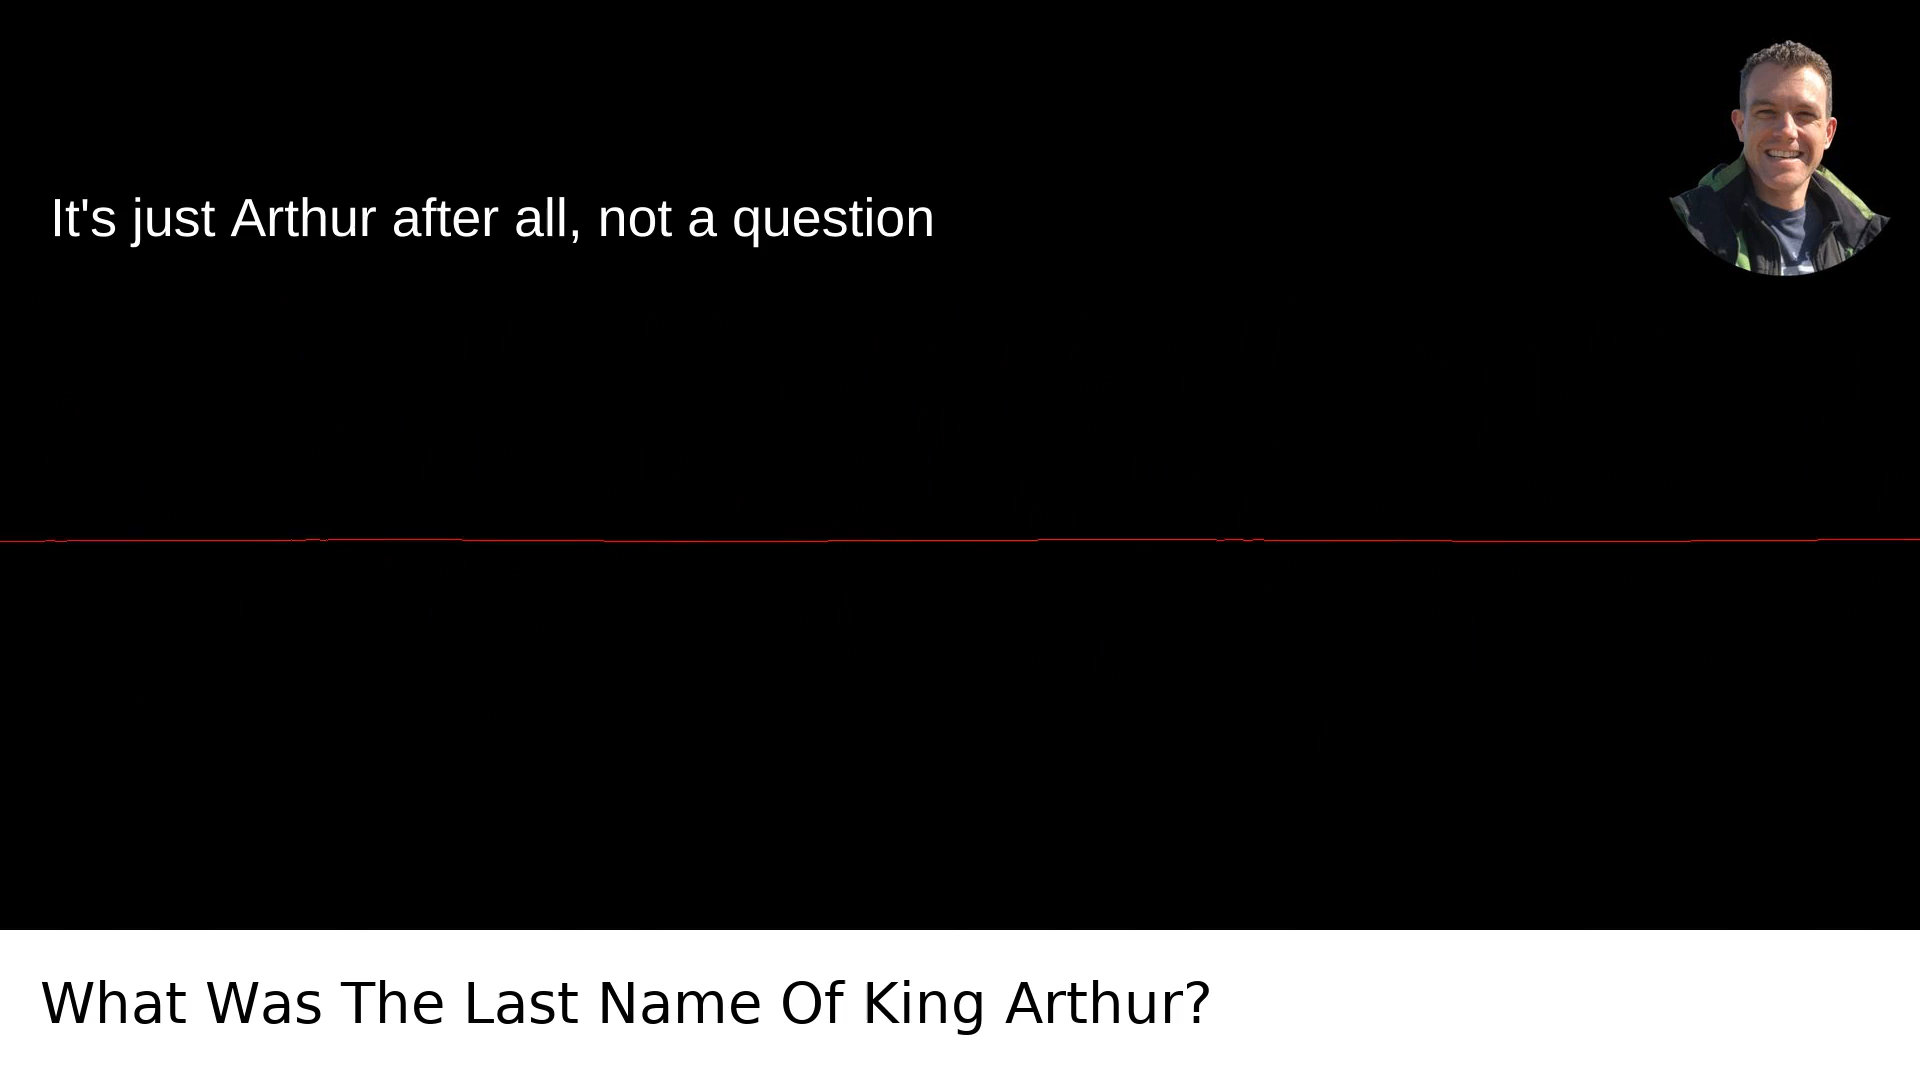 It's just Arthur after all, not a question
What Was The Last Name Of King Arthur?